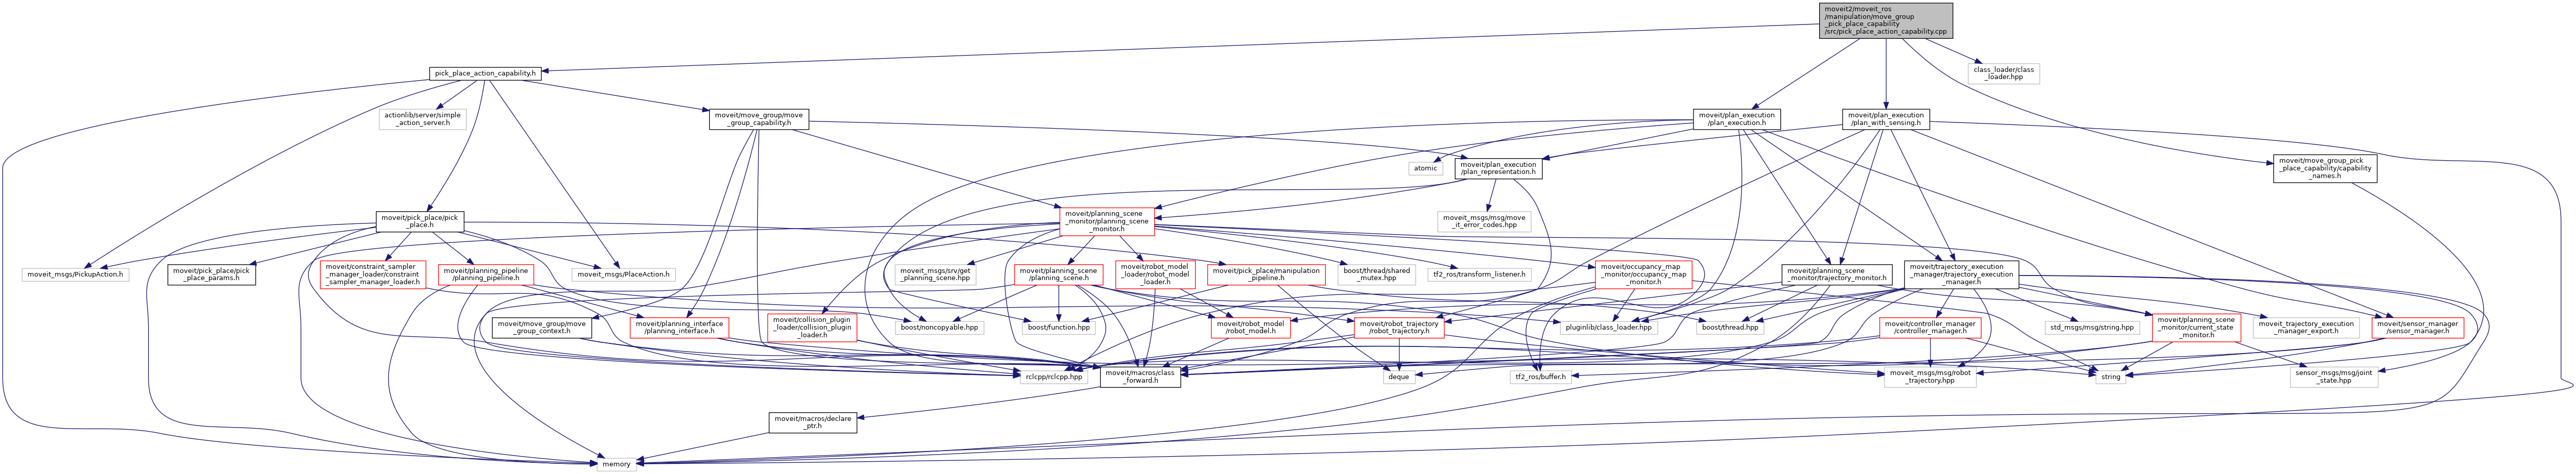 moveit2/moveit_ros
/manipulation/move_group
_pick_place_capability
/src/pick_place_action_capability.cpp
pick_place_action_capability.h
class_loader/class
_loader.hpp
actionlib/server/simple
_action_server.h
moveit/move_group/move
_group_capability.h
moveit/plan_execution
/plan_execution.h
moveit/plan_execution
/plan_with_sensing.h
atomic
moveit/plan_execution
/plan_representation.h
moveit/move_group_pick
_place_capability/capability
_names.h
moveit/pick_place/pick
_place.h
moveit/planning_scene
_monitor/planning_scene
_monitor.h
moveit_msgs/msg/move
_it_error_codes.hpp
moveit_msgs/PickupAction.h
moveit/pick_place/pick
_place_params.h
moveit/constraint_sampler
_manager_loader/constraint
_sampler_manager_loader.h
moveit/planning_pipeline
/planning_pipeline.h
moveit_msgs/PlaceAction.h
moveit_msgs/srv/get
_planning_scene.hpp
moveit/planning_scene
/planning_scene.h
moveit/robot_model
_loader/robot_model
_loader.h
moveit/pick_place/manipulation
_pipeline.h
boost/thread/shared
_mutex.hpp
tf2_ros/transform_listener.h
moveit/occupancy_map
_monitor/occupancy_map
_monitor.h
moveit/planning_scene
_monitor/trajectory_monitor.h
moveit/trajectory_execution
_manager/trajectory_execution
_manager.h
moveit/move_group/move
_group_context.h
moveit/planning_interface
/planning_interface.h
moveit/collision_plugin
_loader/collision_plugin
_loader.h
boost/noncopyable.hpp
boost/function.hpp
moveit/robot_model
/robot_model.h
moveit/robot_trajectory
/robot_trajectory.h
pluginlib/class_loader.hpp
boost/thread.hpp
moveit/controller_manager
/controller_manager.h
std_msgs/msg/string.hpp
moveit/planning_scene
_monitor/current_state
_monitor.h
moveit_trajectory_execution
_manager_export.h
moveit/sensor_manager
/sensor_manager.h
rclcpp/rclcpp.hpp
moveit/macros/class
_forward.h
deque
tf2_ros/buffer.h
moveit_msgs/msg/robot
_trajectory.hpp
string
sensor_msgs/msg/joint
_state.hpp
moveit/macros/declare
_ptr.h
memory